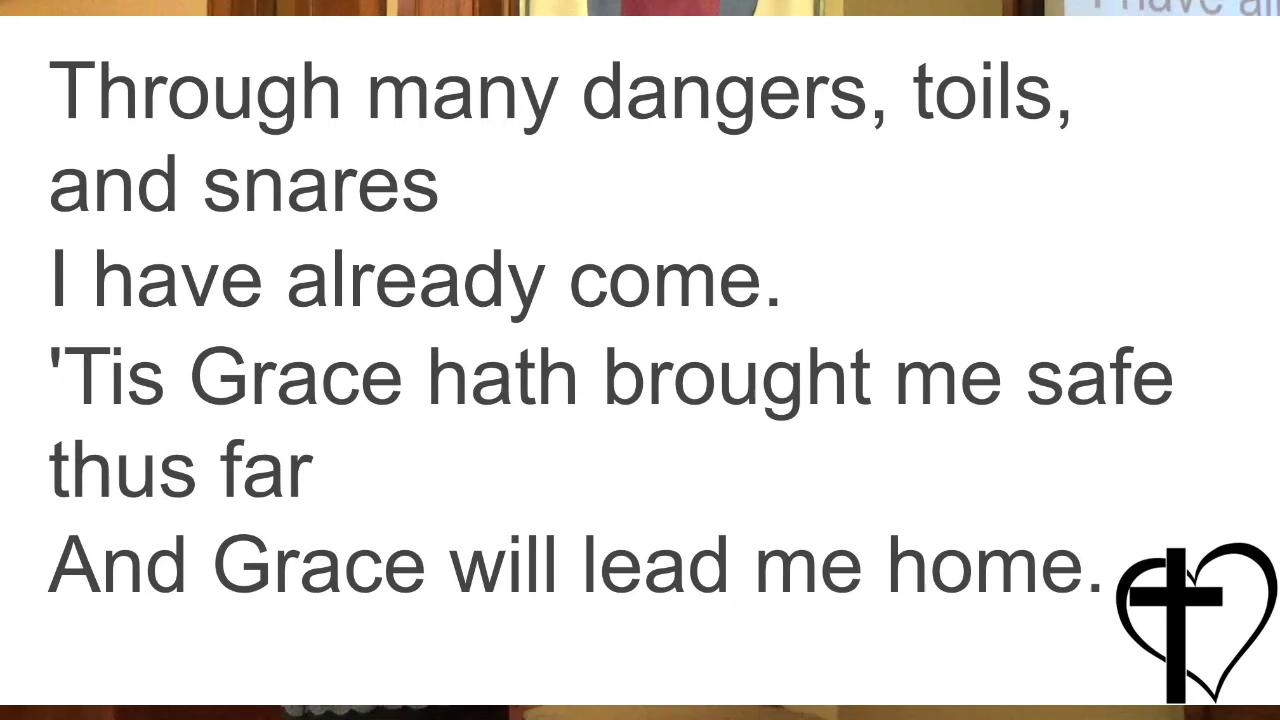 I have
Through many dangers, toils,
and snares
I have already come.
'Tis Grace hath brought me safe
thus far
And Grace will lead me home.